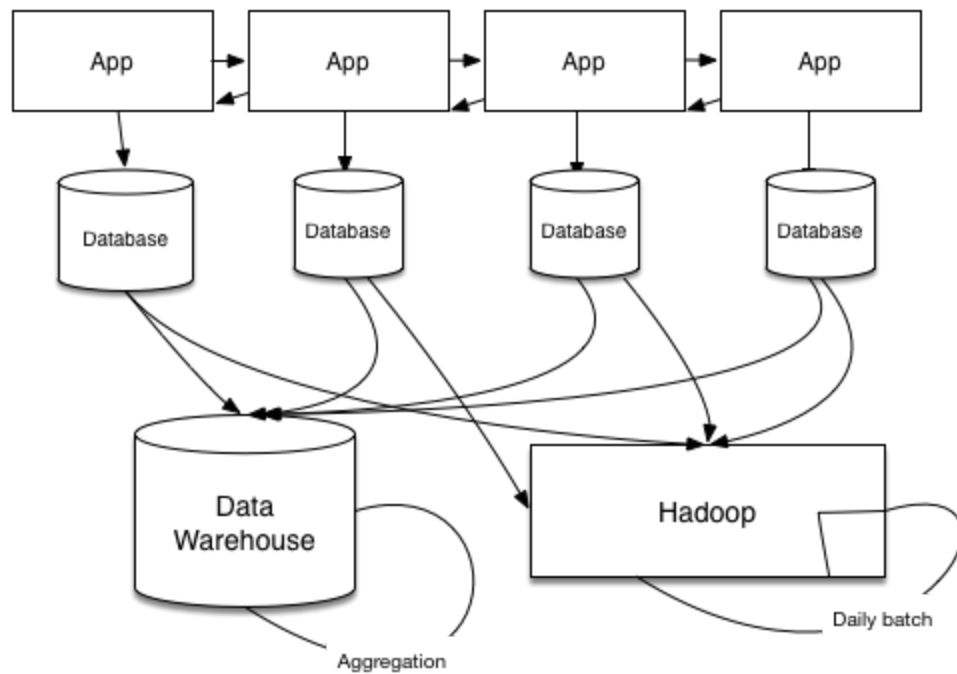 App
App
App
App
Database
Database
Database
Database
Data
Warehouse
Hadoop
Daily batch
Aggregation